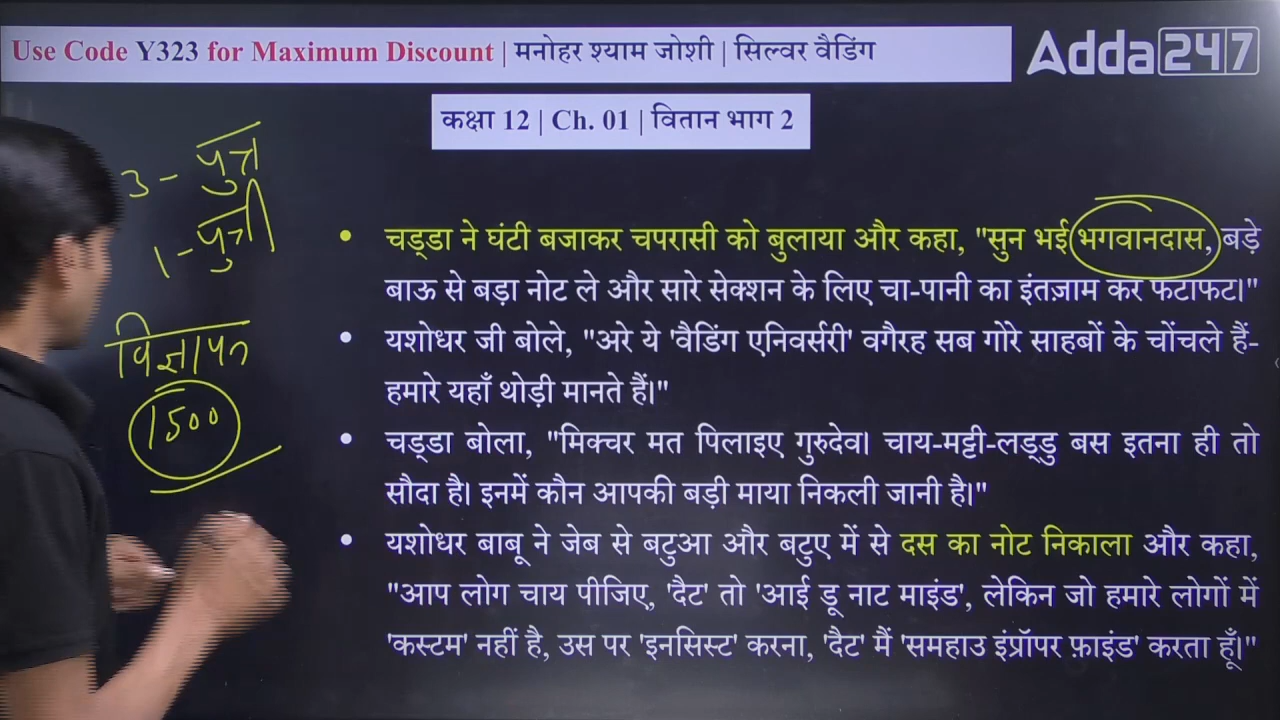 Use Code Y323 for Maximum Discount | मनोहर श्याम जोशी | सिल्वर वैडिंग
Adda247
कक्षा 12 | Ch. 01 | वितान भाग 2
3 - पुत्र
1 - पुत्री
विज्ञापन
1500
• चड्डा ने घंटी बजाकर चपरासी को बुलाया और कहा, "सुन भई भगवानदास, बड़े
बाऊ से बड़ा नोट ले और सारे सेक्शन के लिए चा-पानी का इंतज़ाम कर फटाफट।"
• यशोधर जी बोले, "अरे ये 'वैडिंग एनिवर्सरी' वगैरह सब गोरे साहबों के चोंचले हैं-
हमारे यहाँ थोड़ी मानते हैं।"
• चड्डा बोला, "मिक्चर मत पिलाइए गुरुदेव। चाय-मट्टी-लड्डु बस इतना ही तो
सौदा है। इनमें कौन आपकी बड़ी माया निकली जानी है।"
• यशोधर बाबू ने जेब से बटुआ और बटुए में से दस का नोट निकाला और कहा,
"आप लोग चाय पीजिए, 'दैट' तो 'आई डू नाट माइंड', लेकिन जो हमारे लोगों में
'कस्टम' नहीं है, उस पर 'इनसिस्ट' करना, 'दैट' मैं 'समहाउ इंप्रॉपर फ़ाइंड' करता हूँ।"